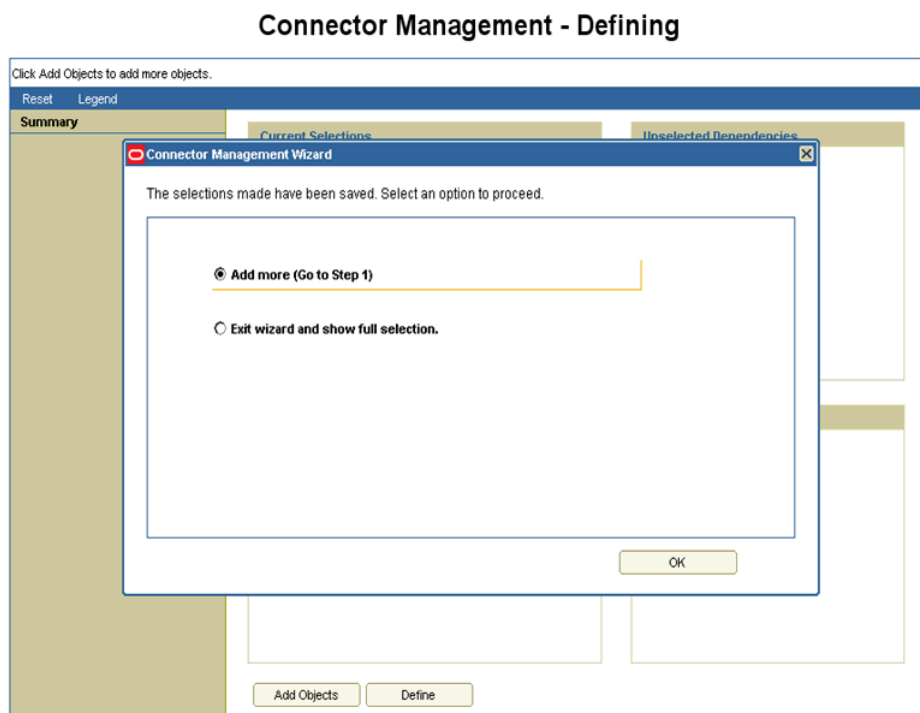 Connector Management - Defining
Click Add Objects to add more objects.
Reset Legend
Summary
Current Selections
Unselected Dependencies
Connector Management Wizard
The selections made have been saved. Select an option to proceed.
Add more (Go to Step 1)
Exit wizard and show full selection.
OK
Add Objects
Define